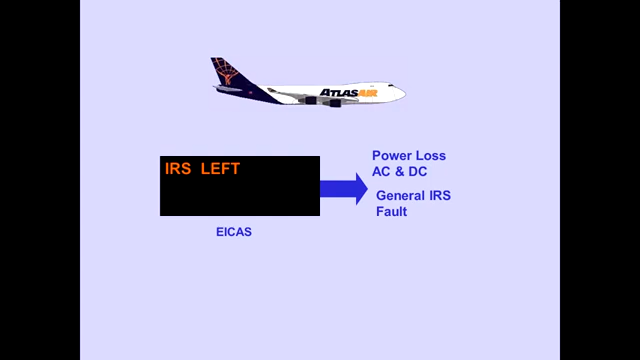 ATLASAIR
IRS LEFT
Power Loss
AC & DC
General IRS
Fault
EICAS